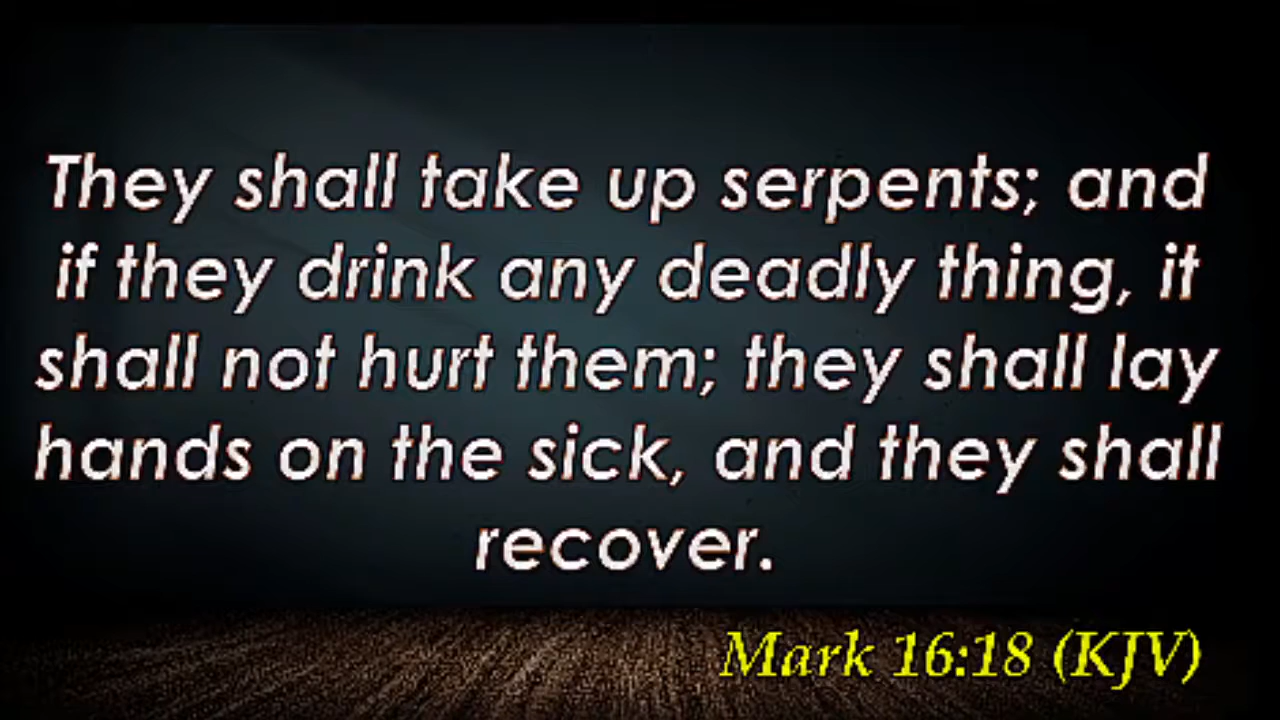 They shall take up serpents; and
if they drink any deadly thing, it
shall not hurt them; they shall lay
hands on the sick, and they shall
recover.
Mark 16:18 (KJV)